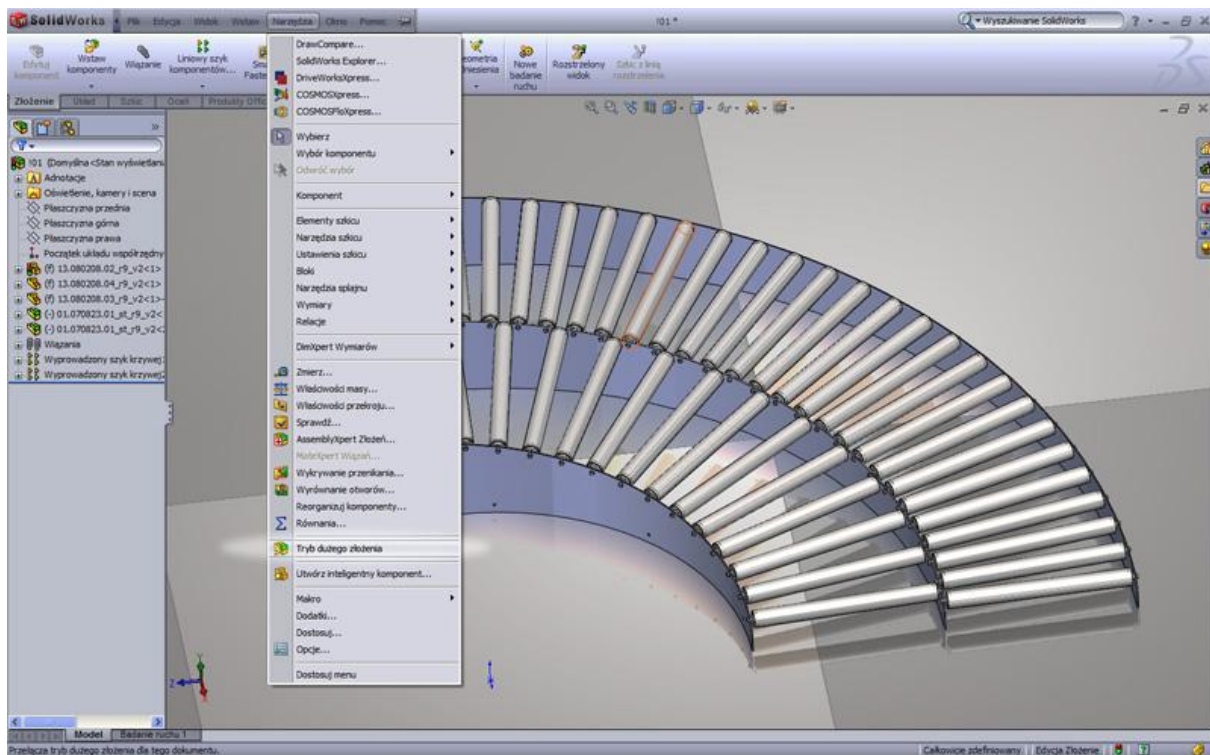 SolidWorks
Plik Edycja Widok Wstaw Narzędzia Okno Pomoc
!01 *
Wyszukiwanie SolidWorks
Edytuj komponent
Wstaw komponenty
Wiązanie
Liniowy szyk komponentów...
Nowe badanie ruchu
Rozstrzelony widok
Szkic z linią rozstrzelenia
Złożenie Układ Szkic Oceń Produkty Offic
!01 (Domyślna<Stan wyświetlani
Adnotacje
Oświetlenie, kamery i scena
Płaszczyzna przednia
Płaszczyzna górna
Płaszczyzna prawa
Początek układu współrzędny
(f) 13.080208.02_r9_v2<1>
(f) 13.080208.04_r9_v2<1>
(f) 13.080208.03_r9_v2<1>
(-) 01.070823.01_st_r9_v2<
(-) 01.070823.01_st_r9_v2<
Wiązania
Wyprowadzony szyk krzywej
Wyprowadzony szyk krzywej
DrawCompare...
SolidWorks Explorer...
DriveWorksXpress...
COSMOSXpress...
COSMOSFloXpress...
Wybierz
Wybór komponentu
Odwróć wybór
Komponent
Elementy szkicu
Narzędzia szkicu
Ustawienia szkicu
Bloki
Narzędzia splajnu
Wymiary
Relacje
DimXpert Wymiarów
Zmierz...
Właściwości masy...
Właściwości przekroju...
Sprawdź...
AssemblyXpert Złożeń...
MateXpert Wiązań...
Wykrywanie przenikania...
Wyrównanie otworów...
Reorganizuj komponenty...
Równania...
Tryb dużego złożenia
Utwórz inteligentny komponent...
Makro
Dodatki...
Dostosuj...
Opcje...
Dostosuj menu
Model Badanie ruchu 1
Przełącza tryb dużego złożenia dla tego dokumentu.
Całkowicie zdefiniowany Edycja Złożenie